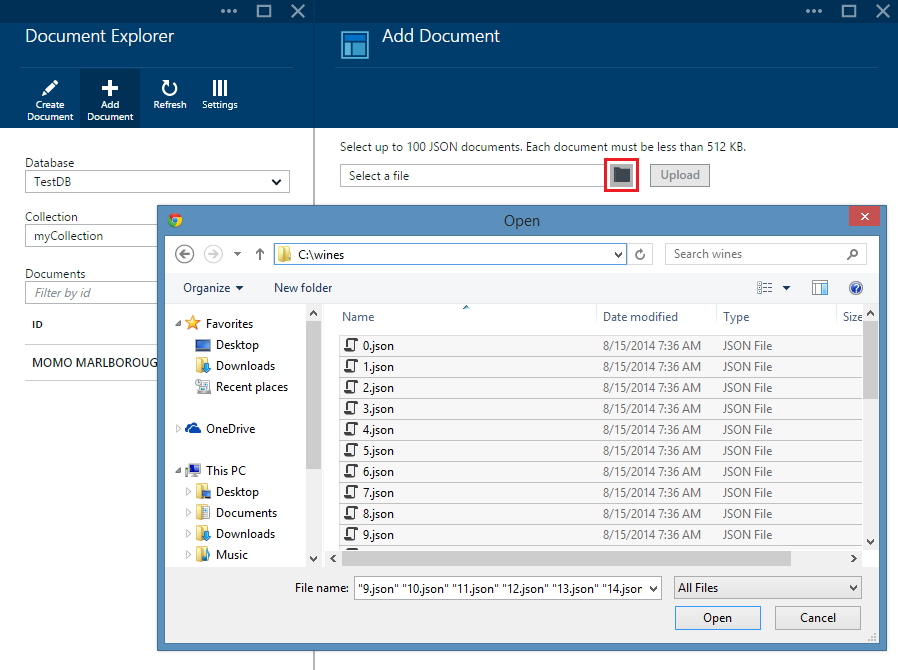 Document Explorer
Add Document
Create Document
Add Document
Refresh
Settings
Database
TestDB
Collection
myCollection
Documents
Filter by id
ID
MOMO MARLBOROUG
Select up to 100 JSON documents. Each document must be less than 512 KB.
Select a file
Upload
Open
C:\wines
Search wines
Organize
New folder
Favorites
Desktop
Downloads
Recent places
OneDrive
This PC
Desktop
Documents
Downloads
Music
Name Date modified Type Size
0.json 8/15/2014 7:36 AM JSON File
1.json 8/15/2014 7:36 AM JSON File
2.json 8/15/2014 7:36 AM JSON File
3.json 8/15/2014 7:36 AM JSON File
4.json 8/15/2014 7:36 AM JSON File
5.json 8/15/2014 7:36 AM JSON File
6.json 8/15/2014 7:36 AM JSON File
7.json 8/15/2014 7:36 AM JSON File
8.json 8/15/2014 7:36 AM JSON File
9.json 8/15/2014 7:36 AM JSON File
File name: "9.json" "10.json" "11.json" "12.json" "13.json" "14.jsor
All Files
Open
Cancel